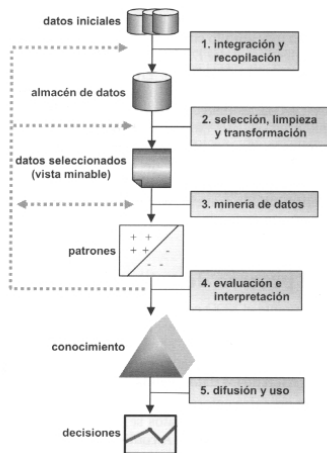 datos iniciales
1. integración y
recopilación
almacén de datos
2. selección, limpieza
y transformación
datos seleccionados
(vista minable)
3. minería de datos
+ +
+ + -
- -
patrones
4. evaluación e
interpretación
conocimiento
5. difusión y uso
decisiones